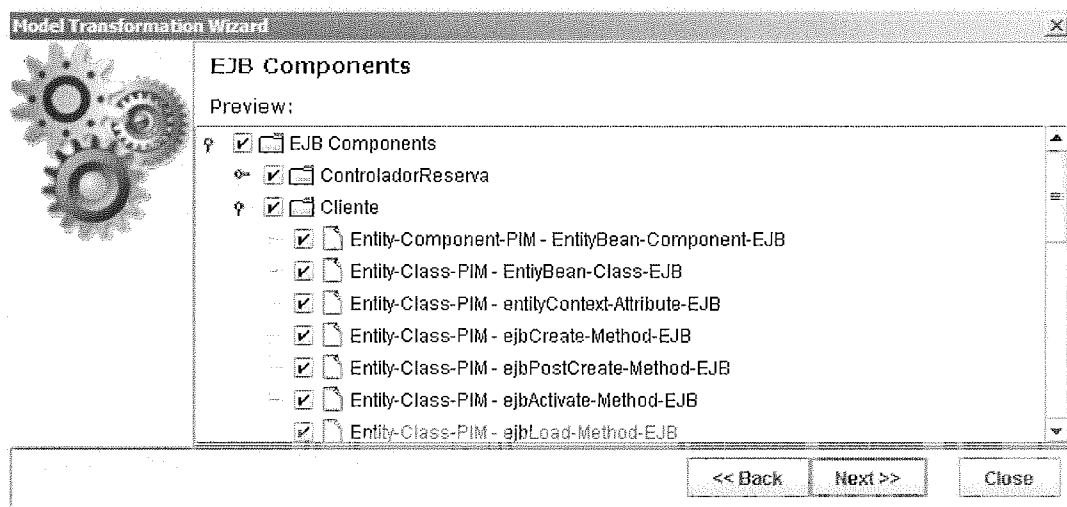 Model Transformation Wizard
EJB Components
Preview:
EJB Components
ControladorReserva
Cliente
Entity-Component-PIM - EntityBean-Component-EJB
Entity-Class-PIM - EntiyBean-Class-EJB
Entity-Class-PIM - entityContext-Attribute-EJB
Entity-Class-PIM - ejbCreate-Method-EJB
Entity-Class-PIM - ejbPostCreate-Method-EJB
Entity-Class-PIM - ejbActivate-Method-EJB
Entity-Class-PIM - ejbLoad-Method-EJB
<< Back Next >> Close